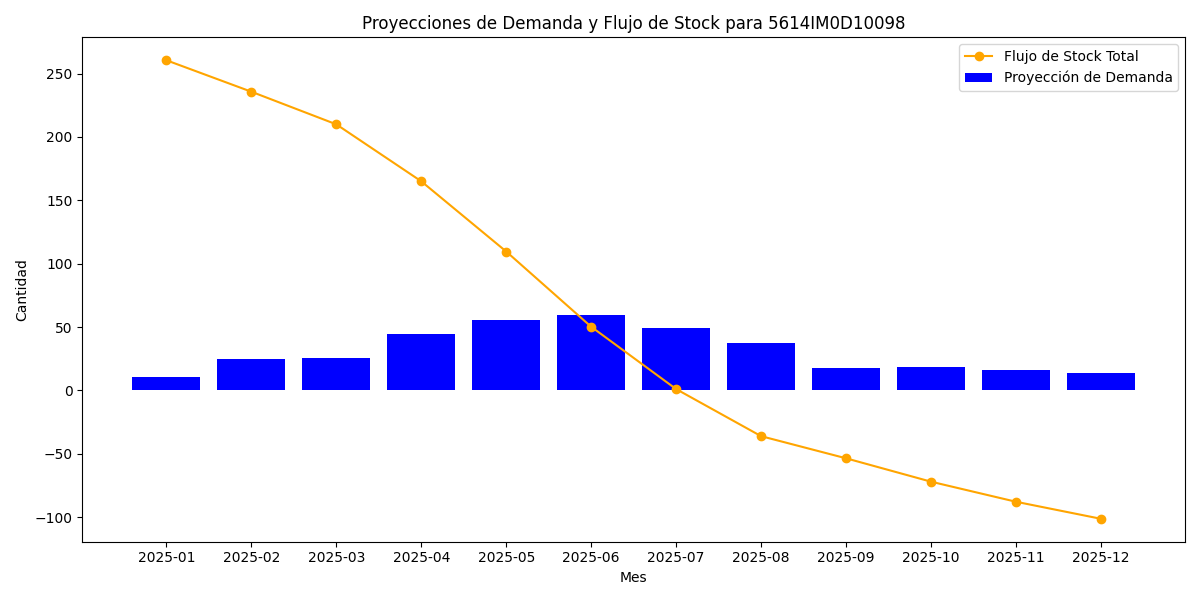 Proyecciones de Demanda y Flujo de Stock para 5614IM0D10098
Flujo de Stock Total
Proyección de Demanda
Cantidad
250
200
150
100
50
0
−50
−100
2025-01 2025-02 2025-03 2025-04 2025-05 2025-06 2025-07 2025-08 2025-09 2025-10 2025-11 2025-12
Mes